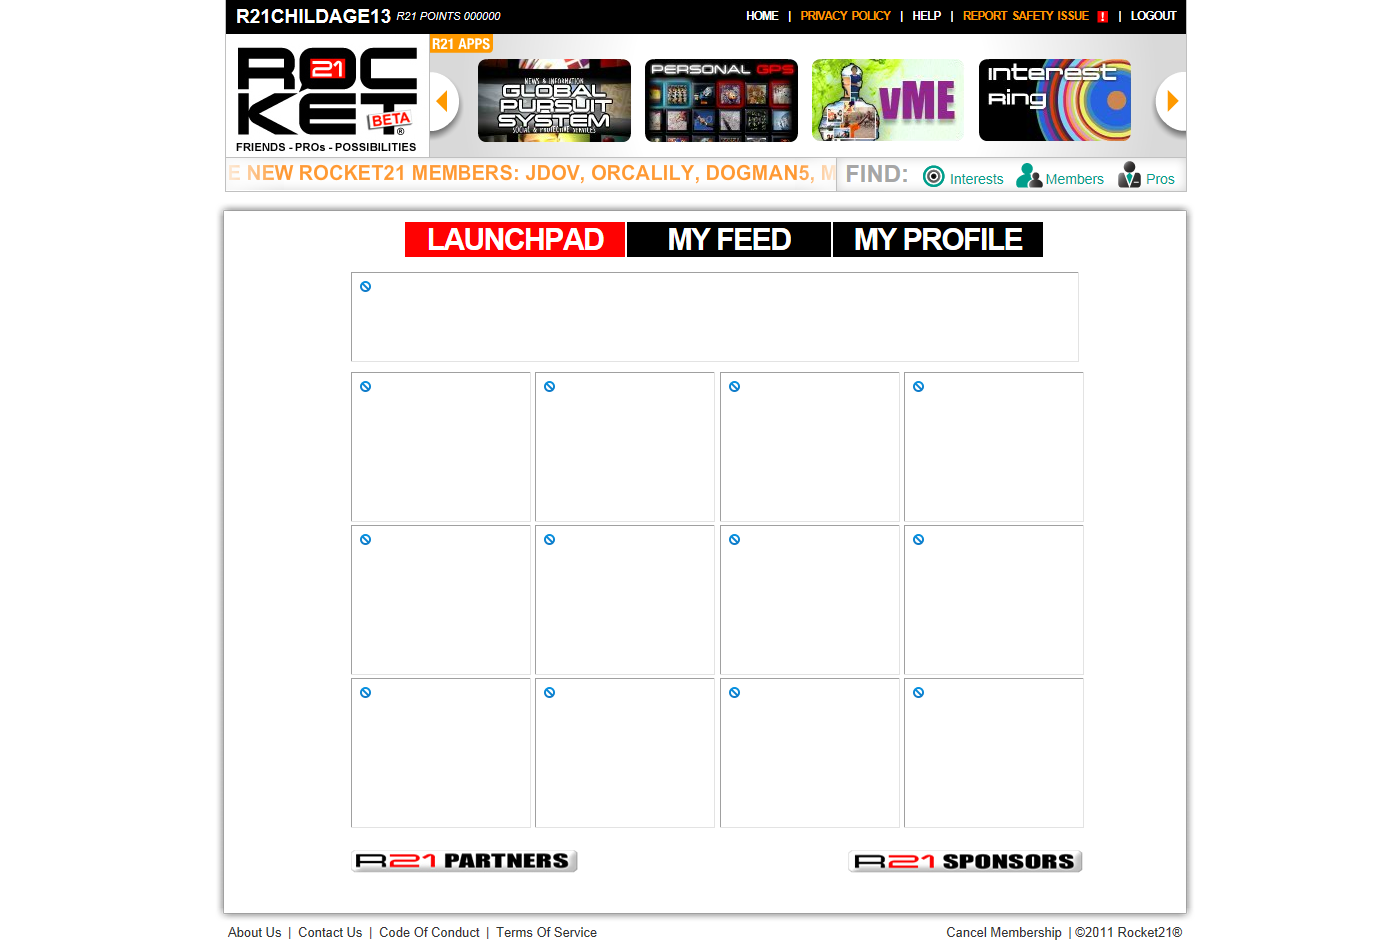 R21CHILDAGE13 R21 POINTS 000000
HOME | PRIVACY POLICY | HELP | REPORT SAFETY ISSUE ! | LOGOUT
ROC
21
KET
BETA
®
FRIENDS - PROs - POSSIBILITIES
R21 APPS
NEWS & INFORMATION
GLOBAL
PURSUIT
SYSTEM
SOCIAL & PROTECTIVE SERVICES
PERSONAL GPS
vME
Interest
Ring
E NEW ROCKET21 MEMBERS: JDOV, ORCALILY, DOGMAN5, M
FIND: Interests Members Pros
LAUNCHPAD MY FEED MY PROFILE
R21 PARTNERS
R21 SPONSORS
About Us | Contact Us | Code Of Conduct | Terms Of Service
Cancel Membership | ©2011 Rocket21®